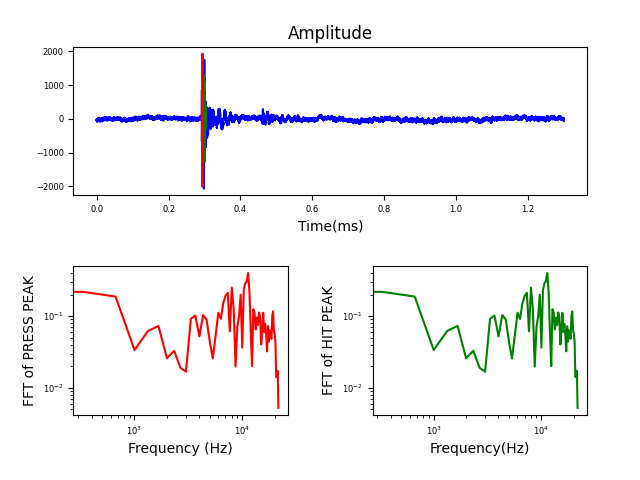 Amplitude
2000
1000
0
−1000
−2000
0.0 0.2 0.4 0.6 0.8 1.0 1.2
Time(ms)
FFT of PRESS PEAK
10⁻¹
10⁻²
10³ 10⁴
Frequency (Hz)
FFT of HIT PEAK
10⁻¹
10⁻²
10³ 10⁴
Frequency(Hz)